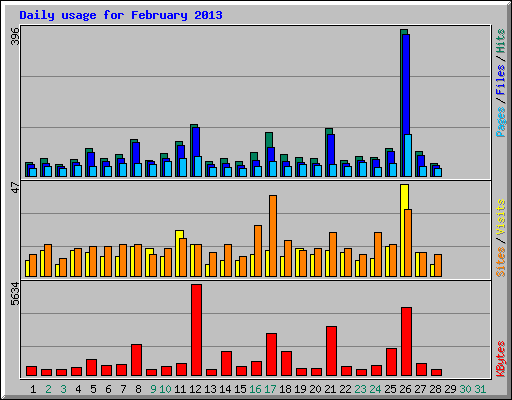 Daily usage for February 2013
396
Pages / Files / Hits
47
Sites / Visits
5634
KBytes
1 2 3 4 5 6 7 8 9 10 11 12 13 14 15 16 17 18 19 20 21 22 23 24 25 26 27 28 29 30 31